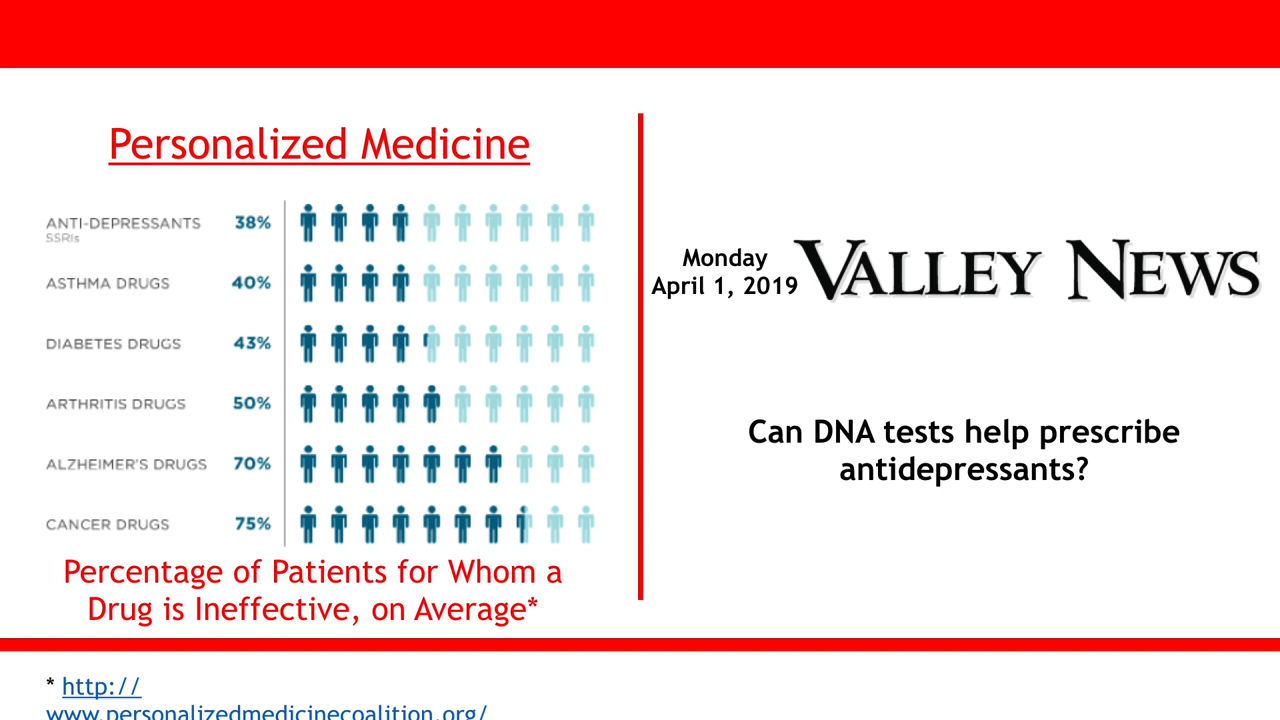 Personalized Medicine
ANTI-DEPRESSANTS 38%
SSRIs
ASTHMA DRUGS 40%
DIABETES DRUGS 43%
ARTHRITIS DRUGS 50%
ALZHEIMER'S DRUGS 70%
CANCER DRUGS 75%
Percentage of Patients for Whom a
Drug is Ineffective, on Average*
Monday
April 1, 2019
VALLEY NEWS
Can DNA tests help prescribe
antidepressants?
* http://
www.personalizedmedicinecoalition.org/